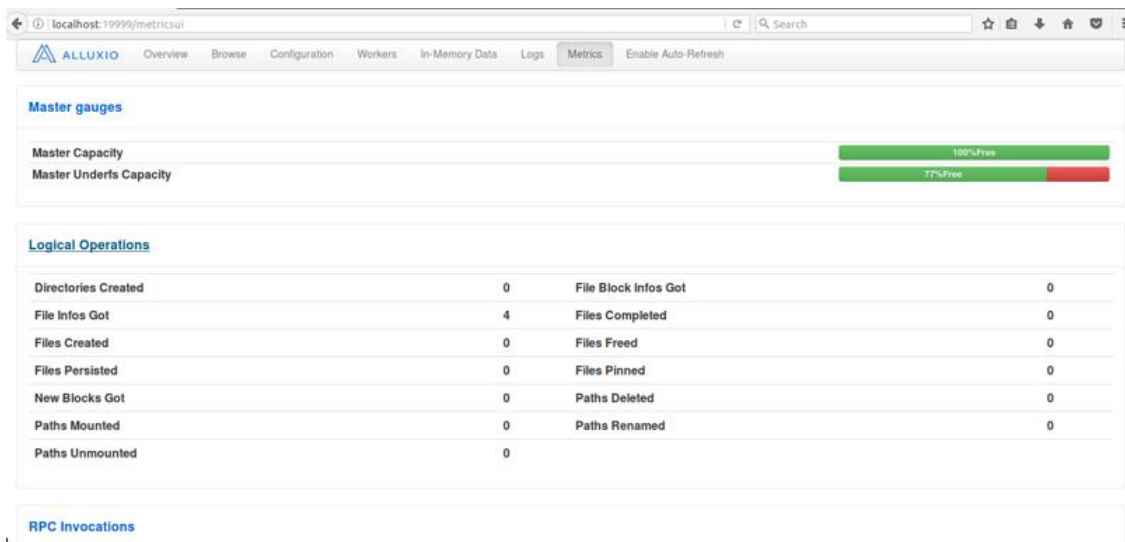 localhost:19999/metricsui
Search
ALLUXIO Overview Browse Configuration Workers In-Memory Data Logs Metrics Enable Auto-Refresh
Master gauges
Master Capacity 100%Free
Master Underfs Capacity 77%Free
Logical Operations
Directories Created 0 File Block Infos Got 0
File Infos Got 4 Files Completed 0
Files Created 0 Files Freed 0
Files Persisted 0 Files Pinned 0
New Blocks Got 0 Paths Deleted 0
Paths Mounted 0 Paths Renamed 0
Paths Unmounted 0
RPC Invocations